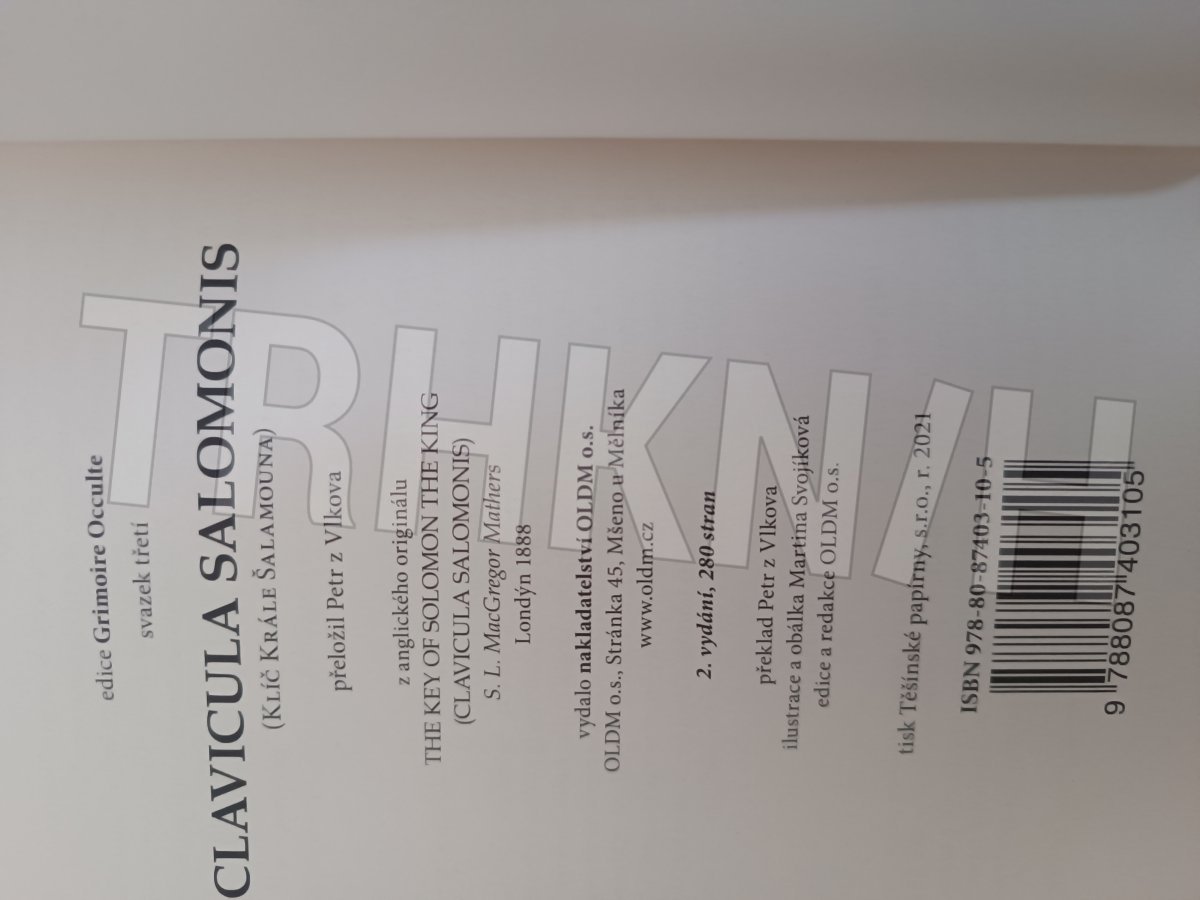 edice Grimoire Occulte
svazek třetí
CLAVICULA SALOMONIS
(Klíč Krále Šalamouna)
přeložil Petr z Vlkova
z anglického originálu
THE KEY OF SOLOMON THE KING
(CLAVICULA SALOMONIS)
S. L. MacGregor Mathers
Londýn 1888
vydalo nakladatelství OLDM o.s.
OLDM o.s., Stránka 45, Mšeno u Mělníka
www.oldm.cz
2. vydání, 280 stran
překlad Petr z Vlkova
ilustrace a obálka Martina Svojíková
edice a redakce OLDM o.s.
tisk Těšínské papírny, s.r.o., r. 2021
ISBN 978-80-87403-10-5
9 788087 403105
TRHKNI!